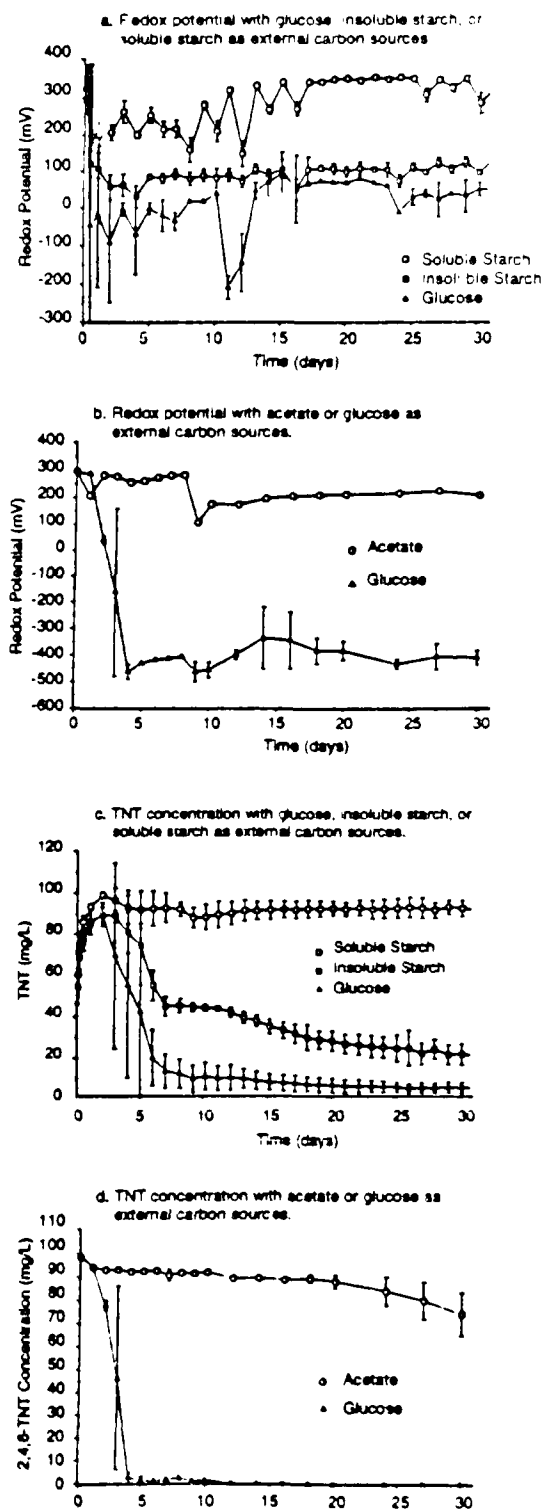 a. Redox potential with glucose, insoluble starch, or
soluble starch as external carbon sources
Redox Potential (mV)
400
300
200
100
0
-100
-200
-300
0 5 10 15 20 25 30
Time (days)
Soluble Starch
Insoluble Starch
Glucose
b. Redox potential with acetate or glucose as
external carbon sources.
Redox Potential (mV)
400
300
200
100
0
-100
-200
-300
-400
-500
-600
0 5 10 15 20 25 30
Time (days)
Acetate
Glucose
c. TNT concentration with glucose, insoluble starch, or
soluble starch as external carbon sources.
TNT (mg/L)
120
100
80
60
40
20
0
0 5 10 15 20 25 30
Time (days)
Soluble Starch
Insoluble Starch
Glucose
d. TNT concentration with acetate or glucose as
external carbon sources.
2,4,6-TNT Concentration (mg/L)
110
100
90
80
70
60
50
40
30
20
10
0
0 5 10 15 20 25 30
Time (days)
Acetate
Glucose